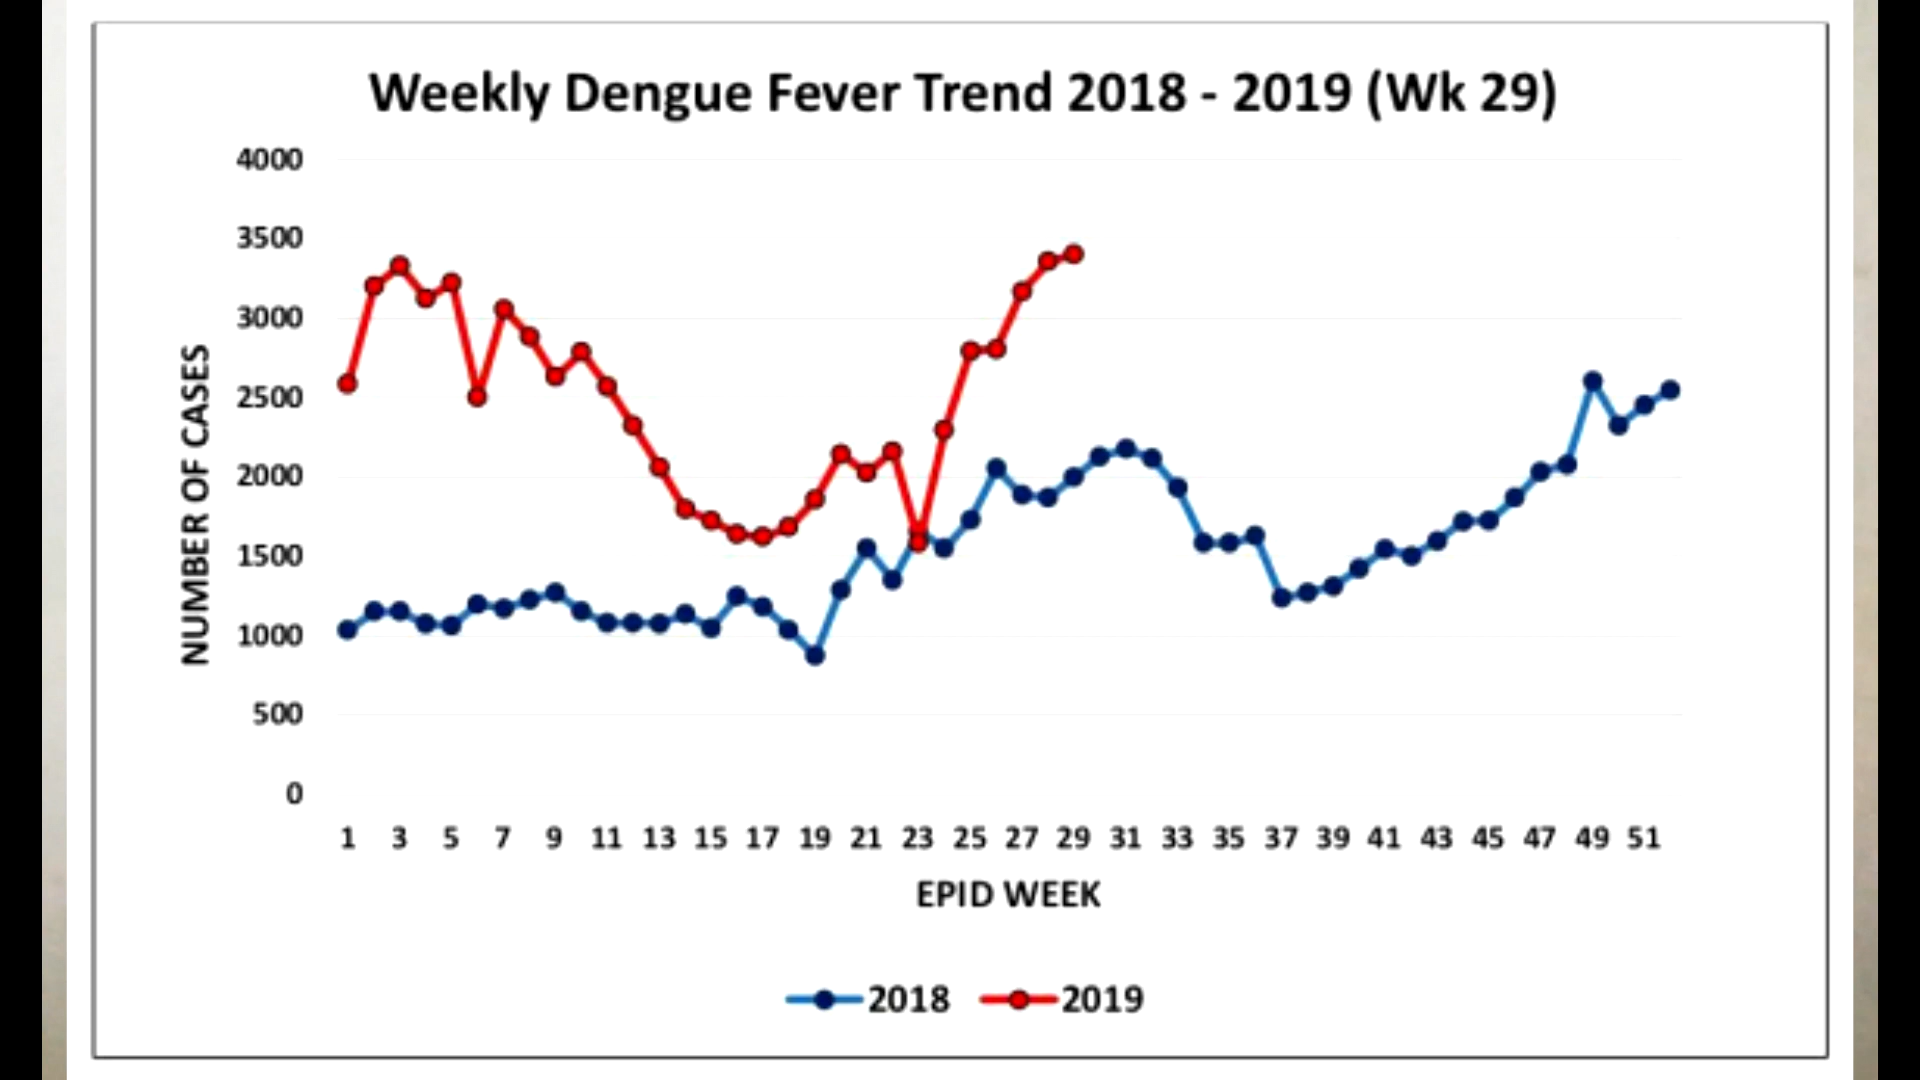 Weekly Dengue Fever Trend 2018 - 2019 (Wk 29)
4000
3500
3000
2500
2000
1500
1000
500
0
NUMBER OF CASES
1 3 5 7 9 11 13 15 17 19 21 23 25 27 29 31 33 35 37 39 41 43 45 47 49 51
EPID WEEK
2018 2019